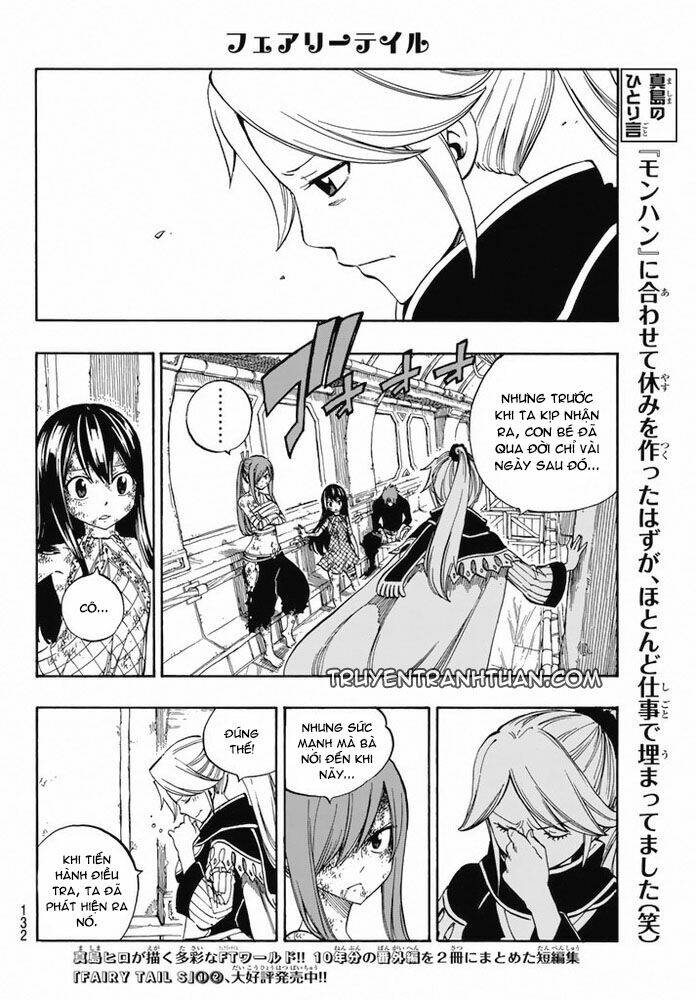 フェアリーテイル
真島のひとり言
『モンハン』に合わせて休みを作ったはずが、ほとんど仕事で埋まってました(笑)
NHƯNG TRƯỚC
KHI TA KỊP NHẬN
RA, CON BÉ ĐÃ
QUA ĐỜI CHỈ VÀI
NGÀY SAU ĐÓ...
ゴォォォ
.......
CÔ...
TRUYENTRANHTUAN.COM
NHƯNG SỨC
MẠNH MÀ BÀ
NÓI ĐẾN KHI
NÃY...
ĐÚNG
THẾ!
KHI TIẾN
HÀNH ĐIỀU
TRA, TA ĐÃ
PHÁT HIỆN RA
NÓ.
132
真島ヒロが描く多彩なFTワールド!! 10年分の番外編を2冊にまとめた短編集
「FAIRY TAIL S」❶❷、大好評発売中!!